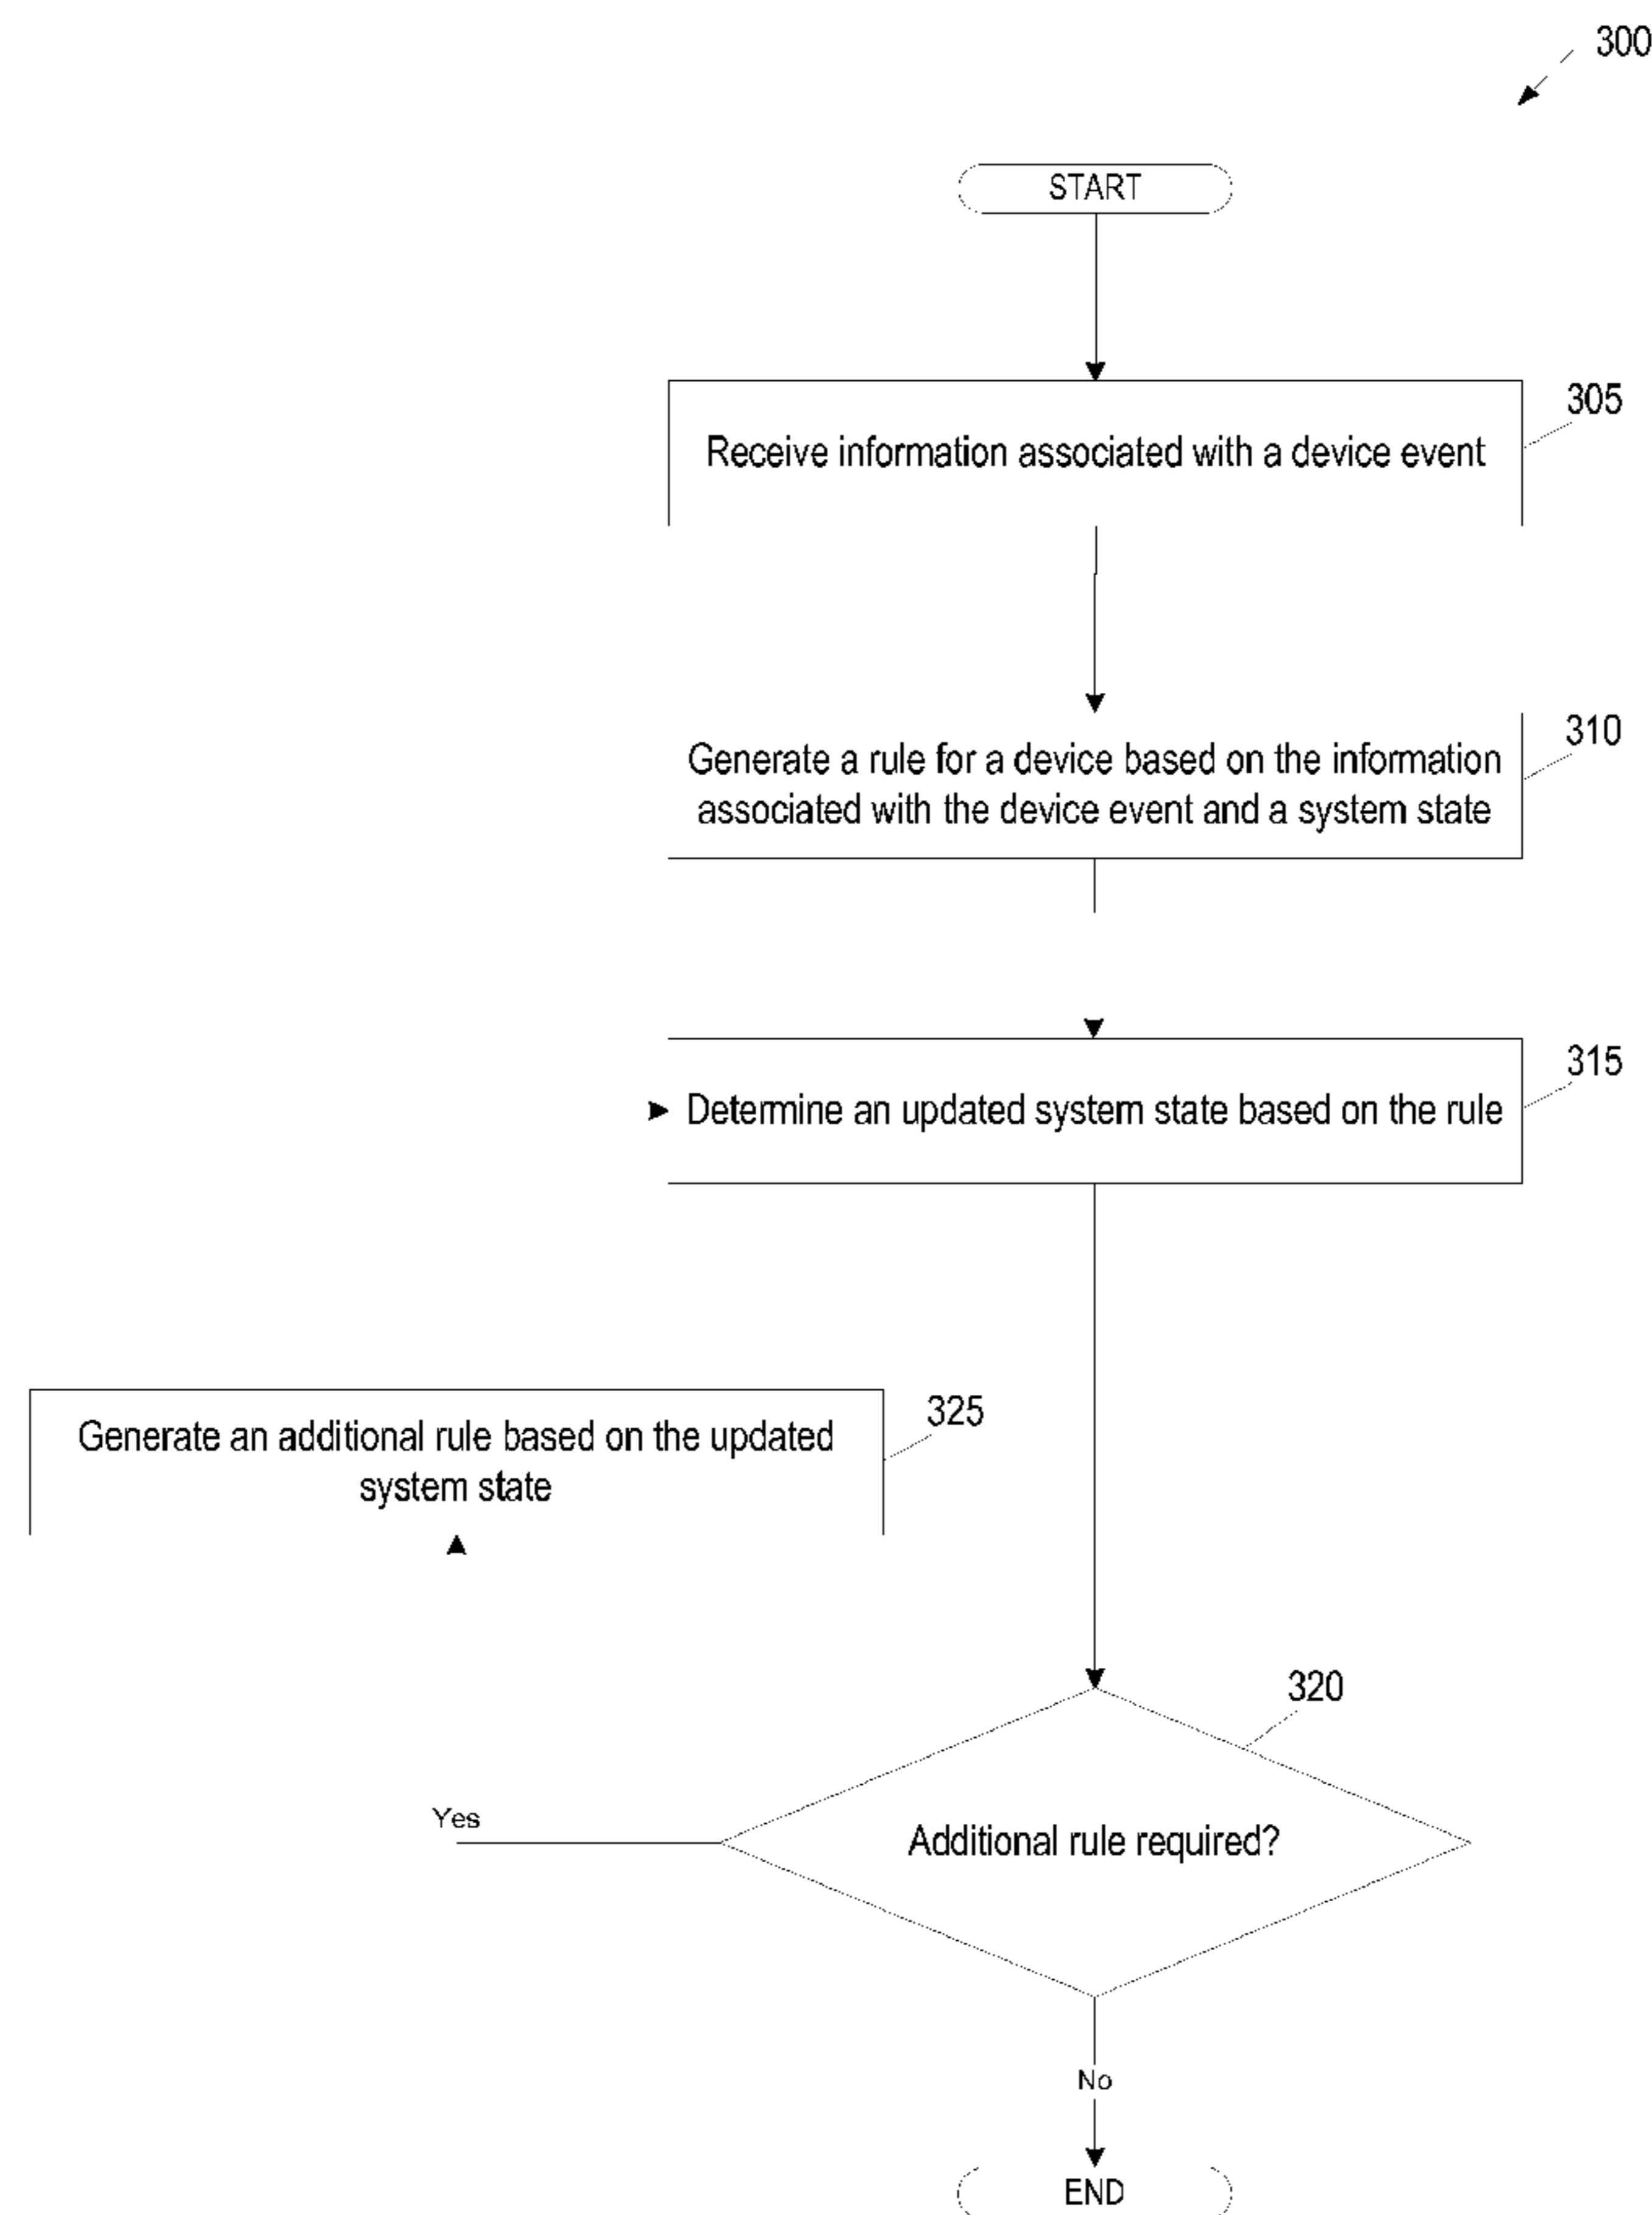 300
START
305
Receive information associated with a device event
310
Generate a rule for a device based on the information
associated with the device event and a system state
315
Determine an updated system state based on the rule
325
Generate an additional rule based on the updated
system state
320
Additional rule required?
Yes
No
END